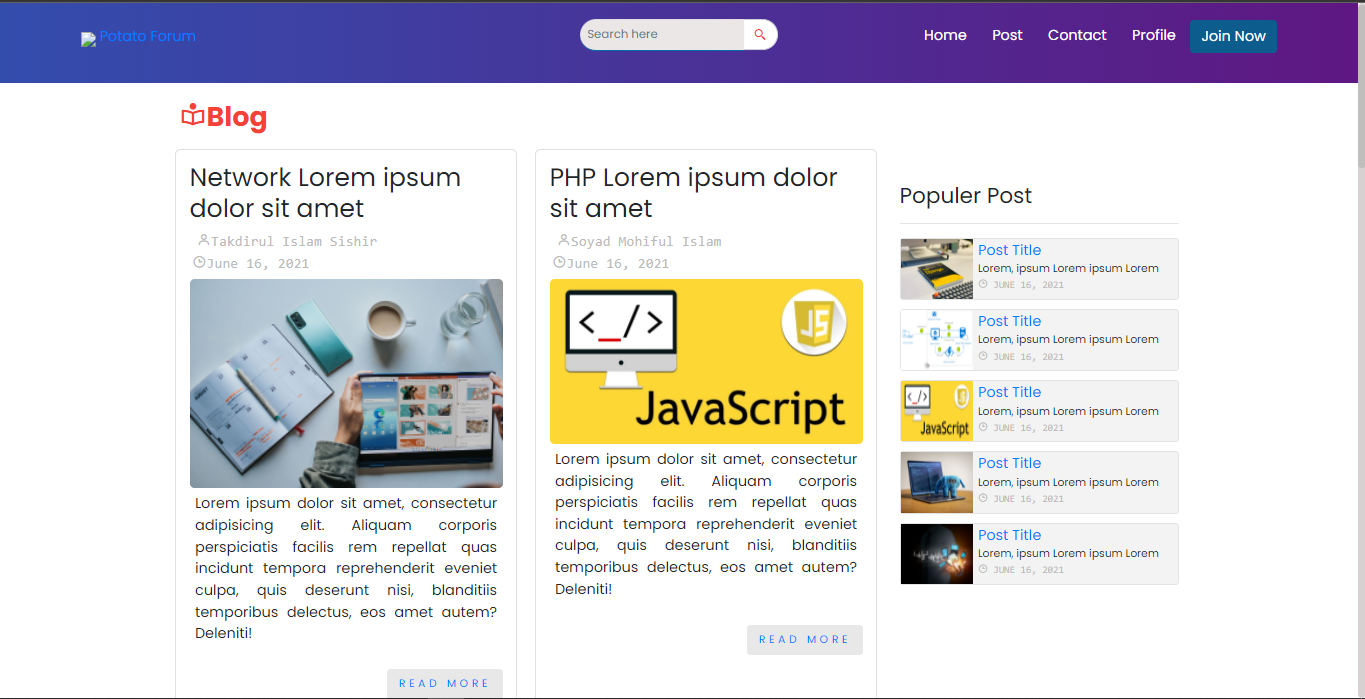 Potato Forum
Search here
Home Post Contact Profile Join Now
Blog
Network Lorem ipsum
dolor sit amet
Takdirul Islam Sishir
June 16, 2021
Lorem ipsum dolor sit amet, consectetur
adipisicing elit. Aliquam corporis
perspiciatis facilis rem repellat quas
incidunt tempora reprehenderit eveniet
culpa, quis deserunt nisi, blanditiis
temporibus delectus, eos amet autem?
Deleniti!
READ MORE
PHP Lorem ipsum dolor
sit amet
Soyad Mohiful Islam
June 16, 2021
<_/>
JS
JavaScript
Lorem ipsum dolor sit amet, consectetur
adipisicing elit. Aliquam corporis
perspiciatis facilis rem repellat quas
incidunt tempora reprehenderit eveniet
culpa, quis deserunt nisi, blanditiis
temporibus delectus, eos amet autem?
Deleniti!
READ MORE
Populer Post
Post Title
Lorem, ipsum Lorem ipsum Lorem
JUNE 16, 2021
Post Title
Lorem, ipsum Lorem ipsum Lorem
JUNE 16, 2021
<_/>
JS
JavaScript
Post Title
Lorem, ipsum Lorem ipsum Lorem
JUNE 16, 2021
Post Title
Lorem, ipsum Lorem ipsum Lorem
JUNE 16, 2021
Post Title
Lorem, ipsum Lorem ipsum Lorem
JUNE 16, 2021